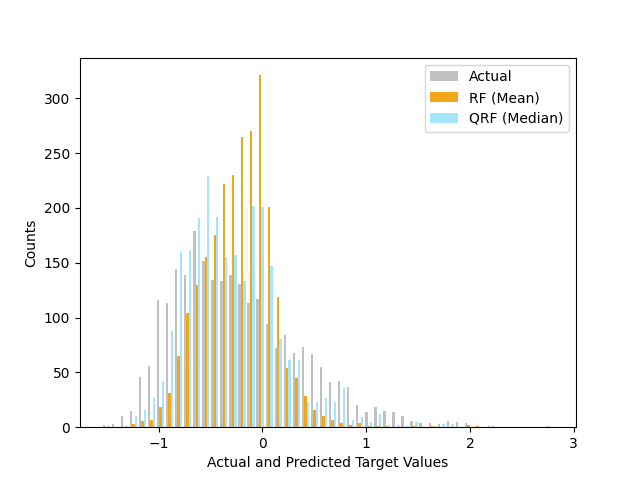 Actual
RF (Mean)
QRF (Median)
300
250
200
150
100
50
0
Counts
−1
0
1
2
3
Actual and Predicted Target Values